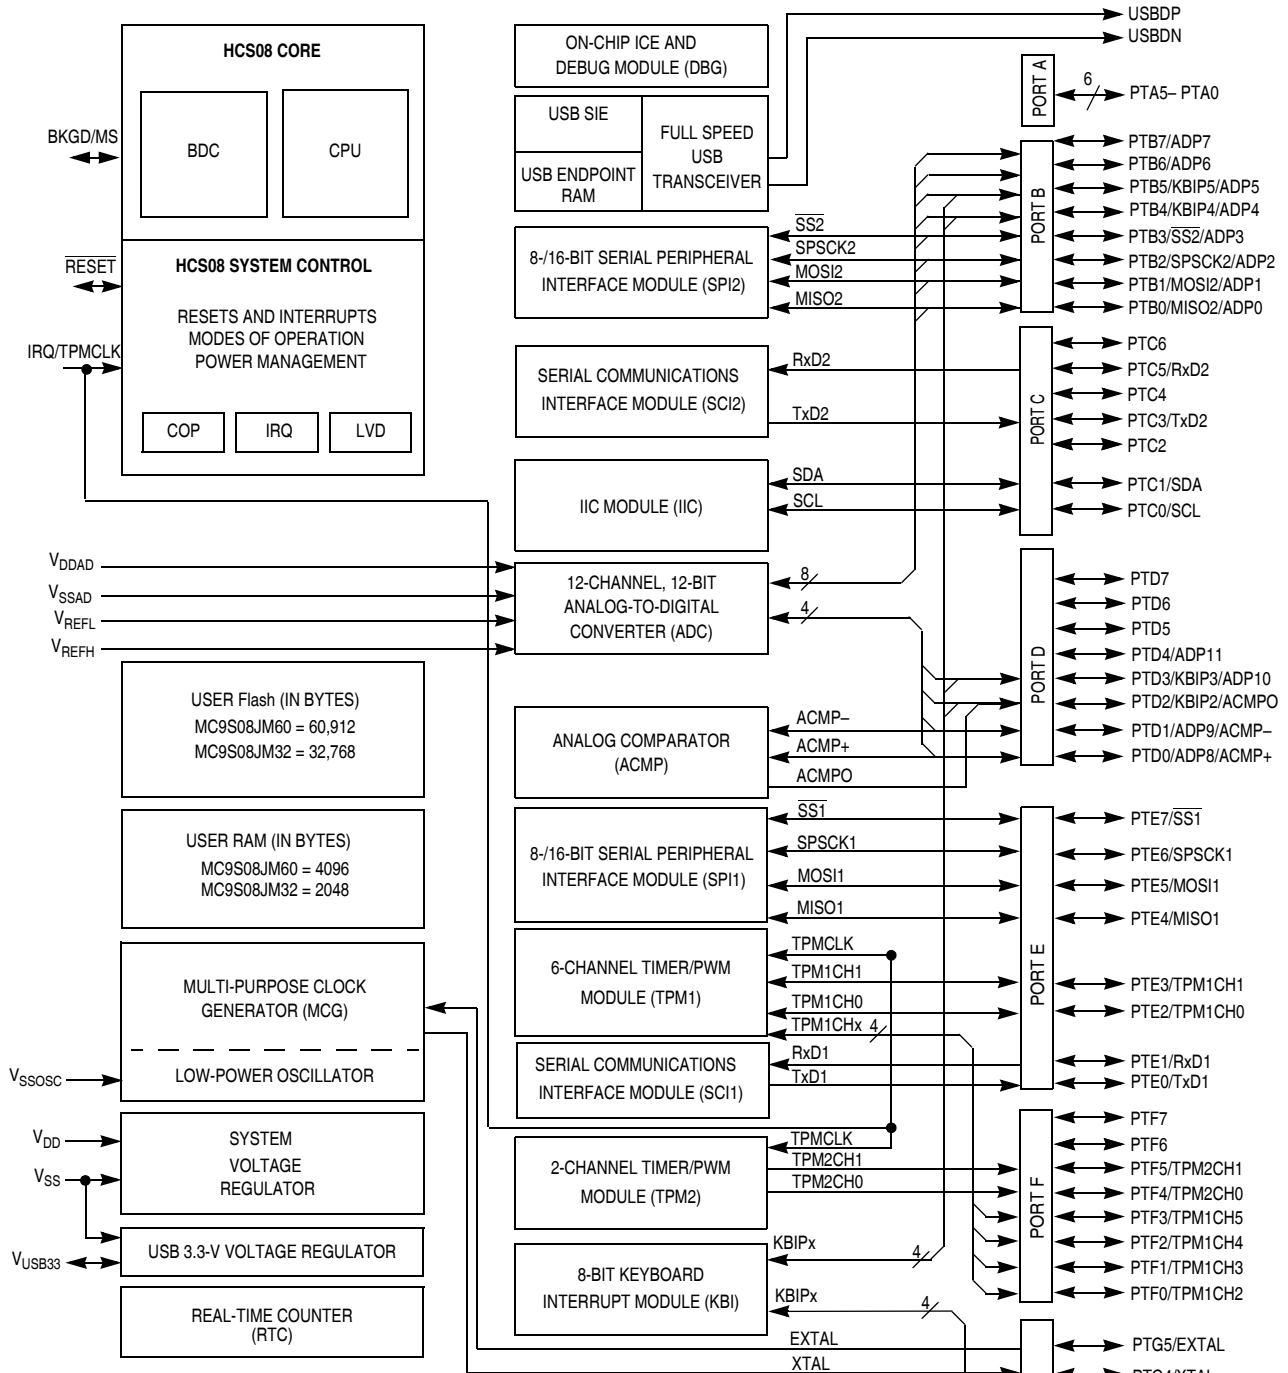 HCS08 CORE
BDC
CPU
BKGD/MS
RESET
HCS08 SYSTEM CONTROL
RESETS AND INTERRUPTS
MODES OF OPERATION
POWER MANAGEMENT
IRQ/TPMCLK
COP
IRQ
LVD
VDDAD
VSSAD
VREFL
VREFH
USER Flash (IN BYTES)
MC9S08JM60 = 60,912
MC9S08JM32 = 32,768
USER RAM (IN BYTES)
MC9S08JM60 = 4096
MC9S08JM32 = 2048
MULTI-PURPOSE CLOCK
GENERATOR (MCG)
LOW-POWER OSCILLATOR
VSSOSC
VDD
VSS
SYSTEM
VOLTAGE
REGULATOR
VUSB33
USB 3.3-V VOLTAGE REGULATOR
REAL-TIME COUNTER
(RTC)
ON-CHIP ICE AND
DEBUG MODULE (DBG)
USB SIE
USB ENDPOINT
RAM
FULL SPEED
USB
TRANSCEIVER
8-/16-BIT SERIAL PERIPHERAL
INTERFACE MODULE (SPI2)
SS2
SPSCK2
MOSI2
MISO2
SERIAL COMMUNICATIONS
INTERFACE MODULE (SCI2)
RxD2
TxD2
IIC MODULE (IIC)
SDA
SCL
12-CHANNEL, 12-BIT
ANALOG-TO-DIGITAL
CONVERTER (ADC)
8
4
ANALOG COMPARATOR
(ACMP)
ACMP–
ACMP+
ACMPO
8-/16-BIT SERIAL PERIPHERAL
INTERFACE MODULE (SPI1)
SS1
SPSCK1
MOSI1
MISO1
6-CHANNEL TIMER/PWM
MODULE (TPM1)
TPMCLK
TPM1CH1
TPM1CH0
TPM1CHx 4
SERIAL COMMUNICATIONS
INTERFACE MODULE (SCI1)
RxD1
TxD1
2-CHANNEL TIMER/PWM
MODULE (TPM2)
TPMCLK
TPM2CH1
TPM2CH0
8-BIT KEYBOARD
INTERRUPT MODULE (KBI)
KBIPx
4
KBIPx
4
EXTAL
XTAL
USBDP
USBDN
PORT A
6
PTA5– PTA0
PORT B
PTB7/ADP7
PTB6/ADP6
PTB5/KBIP5/ADP5
PTB4/KBIP4/ADP4
PTB3/SS2/ADP3
PTB2/SPSCK2/ADP2
PTB1/MOSI2/ADP1
PTB0/MISO2/ADP0
PORT C
PTC6
PTC5/RxD2
PTC4
PTC3/TxD2
PTC2
PTC1/SDA
PTC0/SCL
PORT D
PTD7
PTD6
PTD5
PTD4/ADP11
PTD3/KBIP3/ADP10
PTD2/KBIP2/ACMPO
PTD1/ADP9/ACMP–
PTD0/ADP8/ACMP+
PORT E
PTE7/SS1
PTE6/SPSCK1
PTE5/MOSI1
PTE4/MISO1
PTE3/TPM1CH1
PTE2/TPM1CH0
PTE1/RxD1
PTE0/TxD1
PORT F
PTF7
PTF6
PTF5/TPM2CH1
PTF4/TPM2CH0
PTF3/TPM1CH5
PTF2/TPM1CH4
PTF1/TPM1CH3
PTF0/TPM1CH2
PTG5/EXTAL